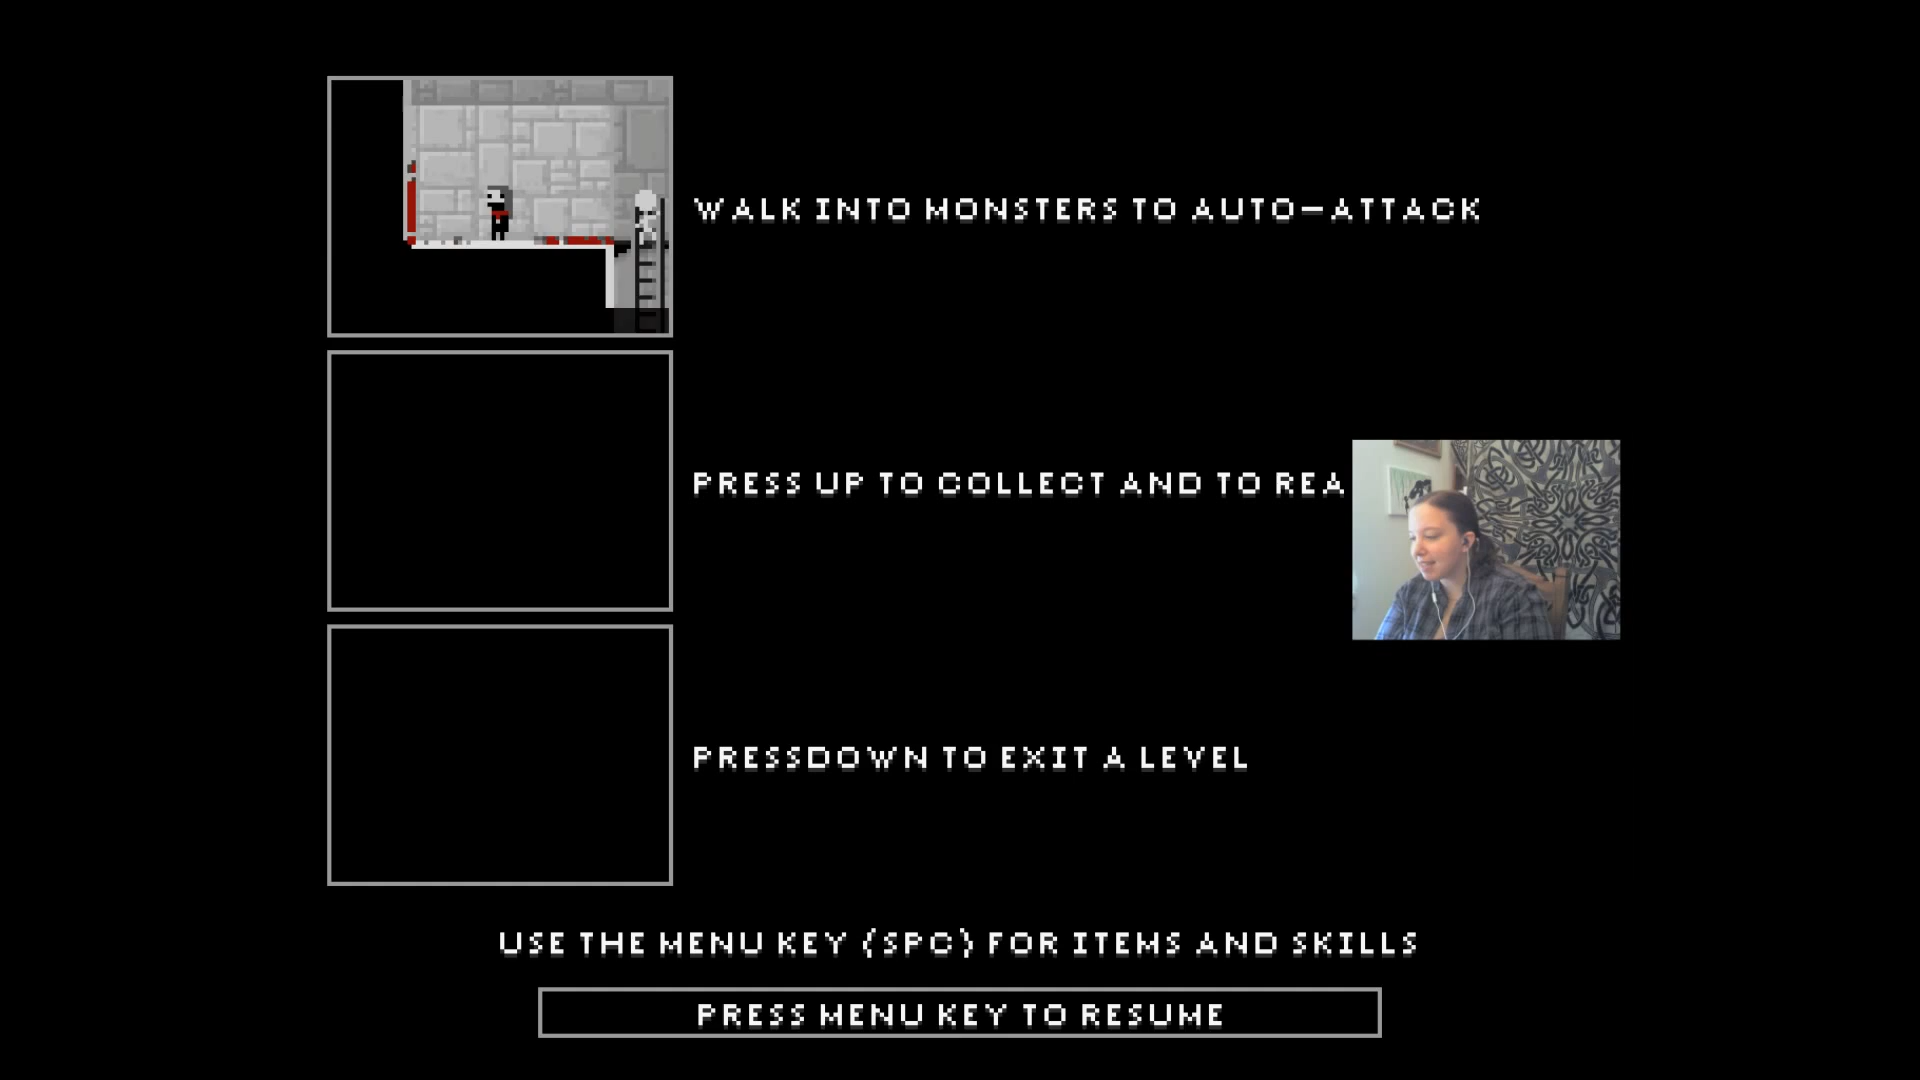 WALK INTO MONSTERS TO AUTO-ATTACK
PRESS UP TO COLLECT AND TO REA
PRESSDOWN TO EXIT A LEVEL
USE THE MENU KEY {SPC} FOR ITEMS AND SKILLS
PRESS MENU KEY TO RESUME